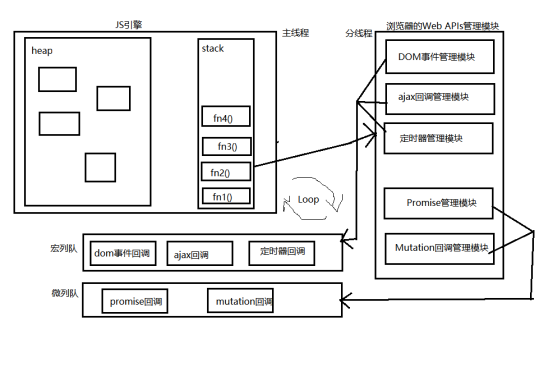 JS引擎
主线程
分线程
浏览器的Web APIs管理模块
heap
stack
fn4()
fn3()
fn2()
fn1()
DOM事件管理模块
ajax回调管理模块
定时器管理模块
Promise管理模块
Mutation回调管理模块
Loop
宏列队
dom事件回调
ajax回调
定时器回调
微列队
promise回调
mutation回调